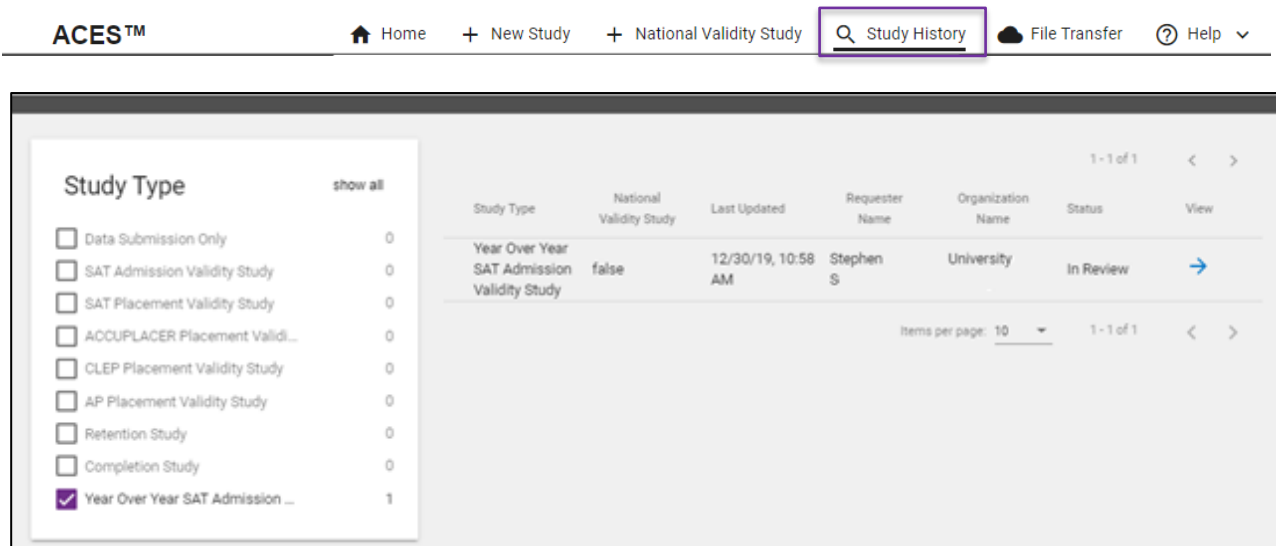 ACES™ Home New Study National Validity Study Study History File Transfer Help
Study Type show all
Data Submission Only 0
SAT Admission Validity Study 0
SAT Placement Validity Study 0
ACCUPLACER Placement Validi... 0
CLEP Placement Validity Study 0
AP Placement Validity Study 0
Retention Study 0
Completion Study 0
Year Over Year SAT Admission ... 1
1 - 1 of 1
Study Type National Validity Study Last Updated Requester Name Organization Name Status View
Year Over Year SAT Admission Validity Study false 12/30/19, 10:58 AM Stephen S University In Review
Items per page: 10 1 - 1 of 1